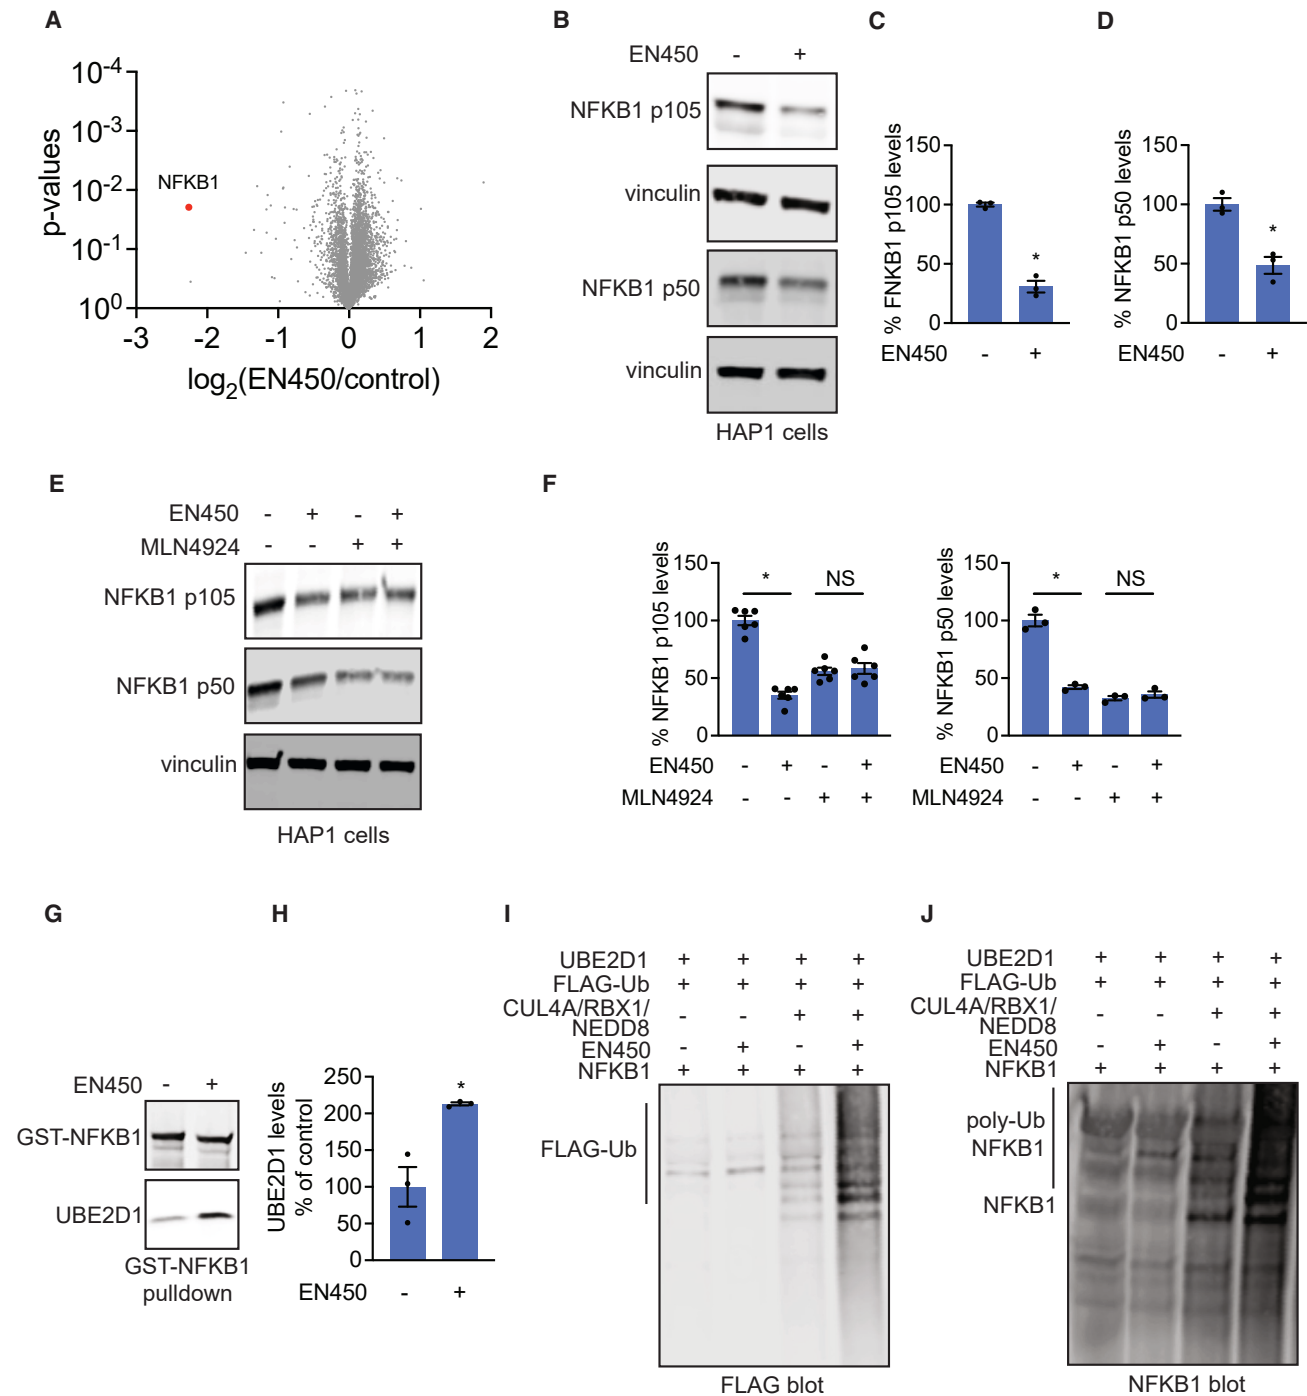 A
10-4
10-3
10-2
10-1
100
p-values
NFKB1
-3 -2 -1 0 1 2
log2(EN450/control)
B
EN450 - +
NFKB1 p105
vinculin
NFKB1 p50
vinculin
HAP1 cells
C
% FNKB1 p105 levels
150
100
50
0
*
EN450 - +
D
% NFKB1 p50 levels
150
100
50
0
*
EN450 - +
E
EN450 - + - +
MLN4924 - - + +
NFKB1 p105
NFKB1 p50
vinculin
HAP1 cells
F
% NFKB1 p105 levels
150
100
50
0
* NS
EN450 - + - +
MLN4924 - - + +
% NFKB1 p50 levels
150
100
50
0
* NS
EN450 - + - +
MLN4924 - - + +
G
EN450 - +
GST-NFKB1
UBE2D1
GST-NFKB1
pulldown
H
UBE2D1 levels
% of control
250
200
150
100
50
0
*
EN450 - +
I
UBE2D1 + + + +
FLAG-Ub + + + +
CUL4A/RBX1/
NEDD8 - - + +
EN450 - + - +
NFKB1 + + + +
FLAG-Ub
FLAG blot
J
UBE2D1 + + + +
FLAG-Ub + + + +
CUL4A/RBX1/
NEDD8 - - + +
EN450 - + - +
NFKB1 + + + +
poly-Ub
NFKB1
NFKB1
NFKB1 blot